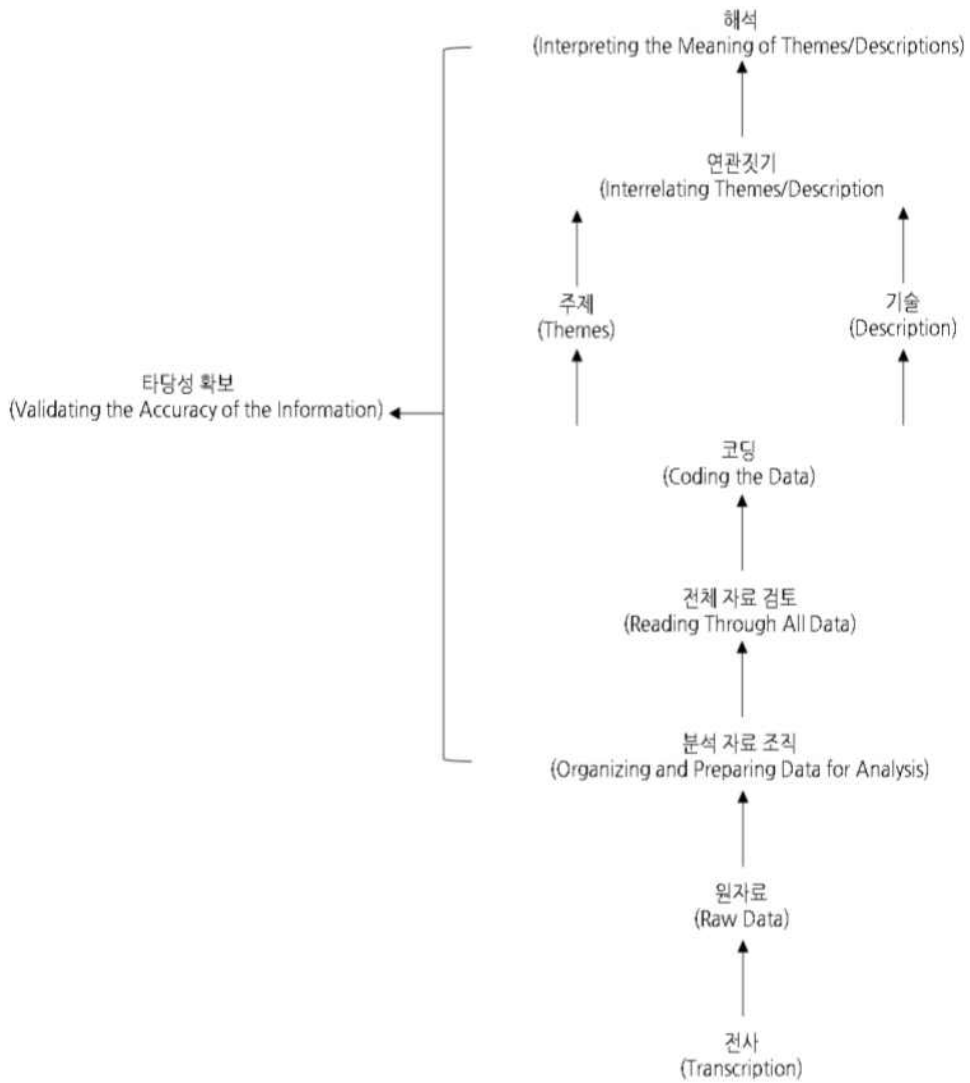 해석
(Interpreting the Meaning of Themes/Descriptions)
연관짓기
(Interrelating Themes/Description
주제
(Themes)
기술
(Description)
타당성 확보
(Validating the Accuracy of the Information)
코딩
(Coding the Data)
전체 자료 검토
(Reading Through All Data)
분석 자료 조직
(Organizing and Preparing Data for Analysis)
원자료
(Raw Data)
전사
(Transcription)